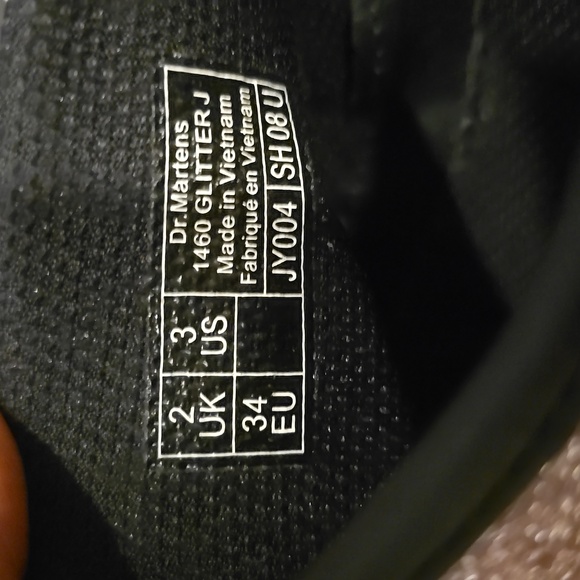 Dr.Martens
1460 GLITTER J
Made in Vietnam
Fabriqué en Vietnam
JY004 SH 08 U
2 UK
3 US
34 EU